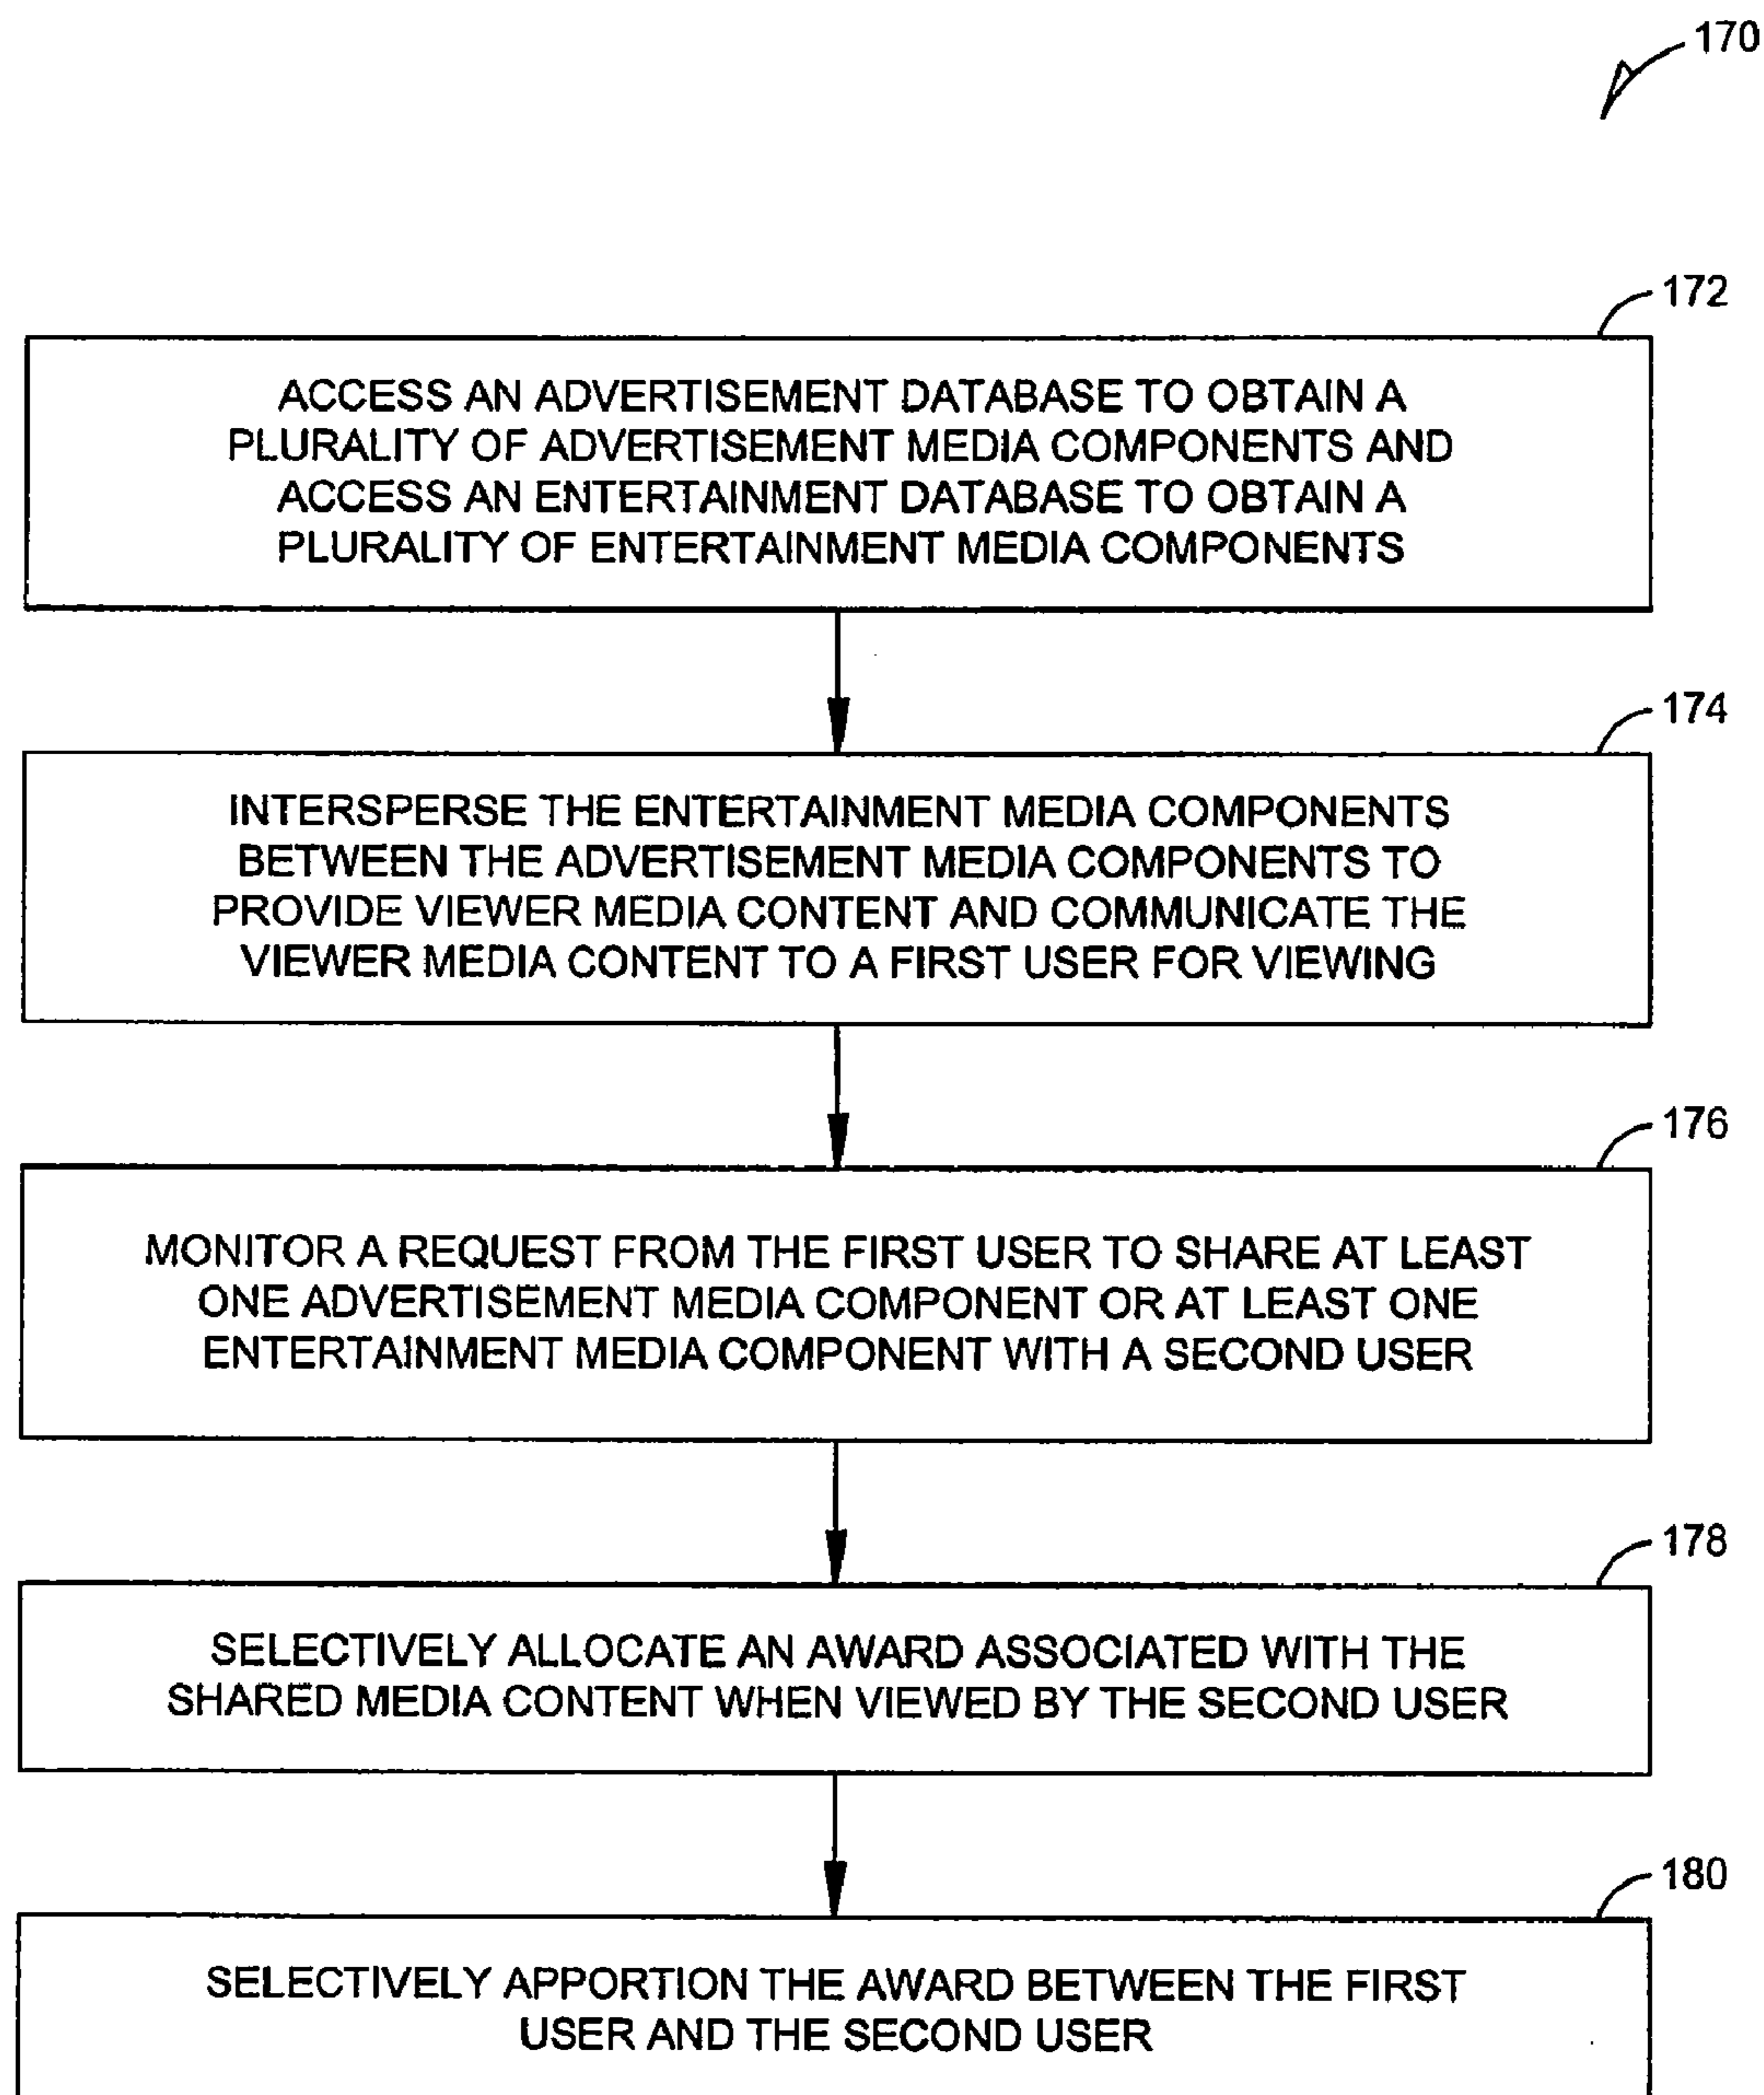 170
172
ACCESS AN ADVERTISEMENT DATABASE TO OBTAIN A
PLURALITY OF ADVERTISEMENT MEDIA COMPONENTS AND
ACCESS AN ENTERTAINMENT DATABASE TO OBTAIN A
PLURALITY OF ENTERTAINMENT MEDIA COMPONENTS
174
INTERSPERSE THE ENTERTAINMENT MEDIA COMPONENTS
BETWEEN THE ADVERTISEMENT MEDIA COMPONENTS TO
PROVIDE VIEWER MEDIA CONTENT AND COMMUNICATE THE
VIEWER MEDIA CONTENT TO A FIRST USER FOR VIEWING
176
MONITOR A REQUEST FROM THE FIRST USER TO SHARE AT LEAST
ONE ADVERTISEMENT MEDIA COMPONENT OR AT LEAST ONE
ENTERTAINMENT MEDIA COMPONENT WITH A SECOND USER
178
SELECTIVELY ALLOCATE AN AWARD ASSOCIATED WITH THE
SHARED MEDIA CONTENT WHEN VIEWED BY THE SECOND USER
180
SELECTIVELY APPORTION THE AWARD BETWEEN THE FIRST
USER AND THE SECOND USER